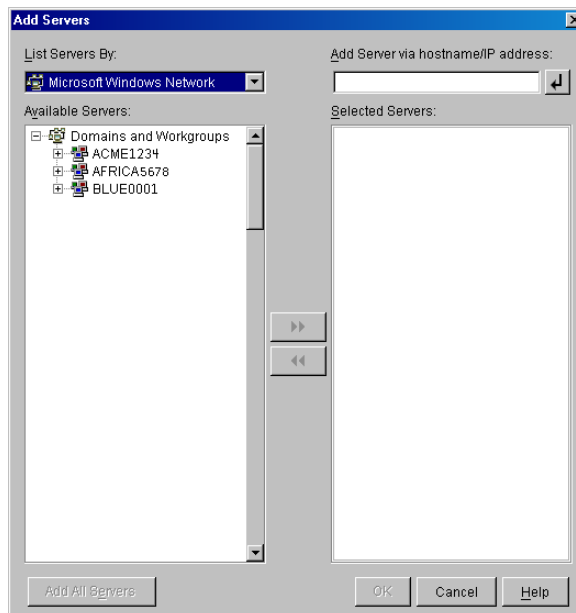 Add Servers
List Servers By:
Add Server via hostname/IP address:
Microsoft Windows Network
Available Servers:
Selected Servers:
Domains and Workgroups
ACME1234
AFRICA5678
BLUE0001
Add All Servers
OK
Cancel
Help